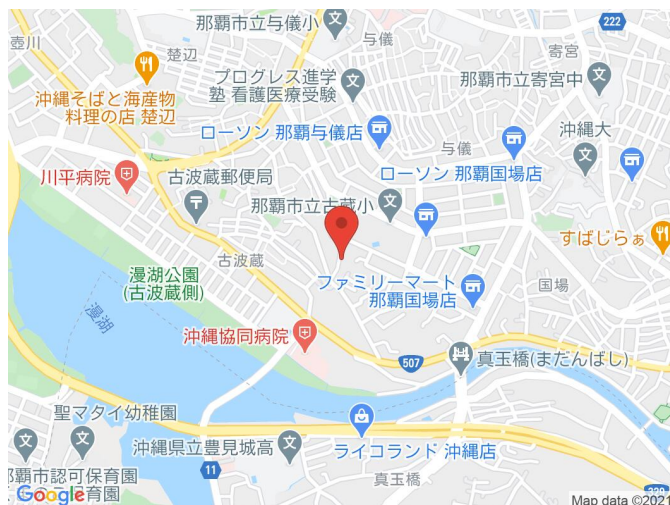 那覇市立与儀小
与儀
222
壺川
楚辺
プログレス進学
塾 看護医療受験
那覇市立寄宮中
寄宮
沖縄そばと海産物
料理の店 楚辺
ローソン 那覇与儀店
沖縄大
与儀
川平病院
古波蔵郵便局
ローソン
那覇国場店
那覇市立古蔵小
すばじらぁ
古波蔵
漫湖公園
(古波蔵側)
ファミリーマート
那覇国場店
国場
漫湖
沖縄協同病院
507
真玉橋(まだんばし)
聖マタイ幼稚園
沖縄県立豊見城高
ライコランド 沖縄店
那覇市認可保育園
11
真玉橋
保育園
Google
Map data ©2021